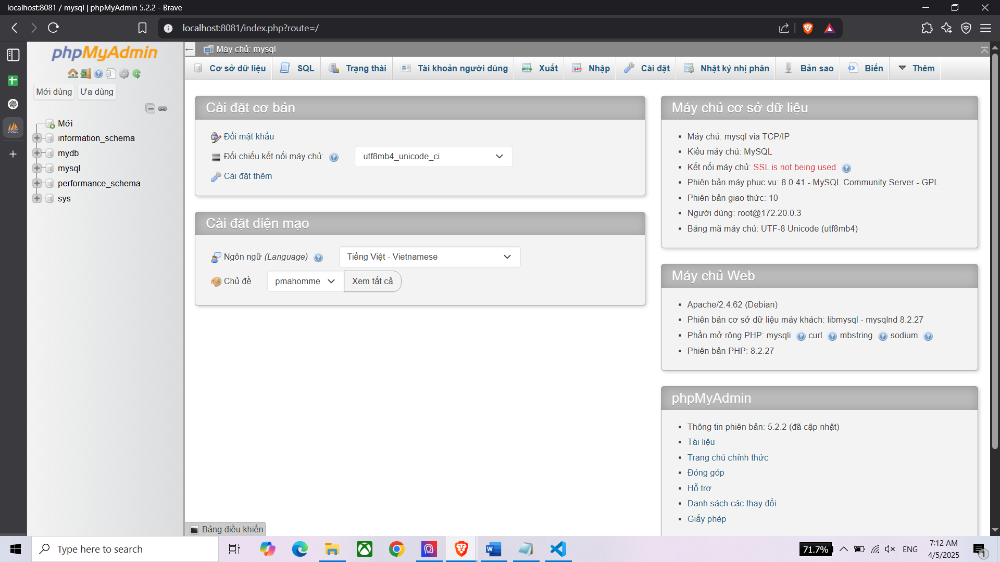 localhost:8081 / mysql | phpMyAdmin 5.2.2 - Brave
localhost:8081/index.php?route=/
phpMyAdmin
Mới dùng Ưa dùng
Mới
information_schema
mydb
mysql
performance_schema
sys
Máy chủ: mysql
Cơ sở dữ liệu SQL Trạng thái Tài khoản người dùng Xuất Nhập Cài đặt Nhật ký nhị phân Bản sao Biến Thêm
Cài đặt cơ bản
Đổi mật khẩu
Đối chiếu kết nối máy chủ: utf8mb4_unicode_ci
Cài đặt thêm
Cài đặt diện mạo
Ngôn ngữ (Language) Tiếng Việt - Vietnamese
Chủ đề pmahomme Xem tất cả
Máy chủ cơ sở dữ liệu
Máy chủ: mysql via TCP/IP
Kiểu máy chủ: MySQL
Kết nối máy chủ: SSL is not being used
Phiên bản máy phục vụ: 8.0.41 - MySQL Community Server - GPL
Phiên bản giao thức: 10
Người dùng: root@172.20.0.3
Bảng mã máy chủ: UTF-8 Unicode (utf8mb4)
Máy chủ Web
Apache/2.4.62 (Debian)
Phiên bản cơ sở dữ liệu máy khách: libmysql - mysqlnd 8.2.27
Phần mở rộng PHP: mysqli curl mbstring sodium
Phiên bản PHP: 8.2.27
phpMyAdmin
Thông tin phiên bản: 5.2.2 (đã cập nhật)
Tài liệu
Trang chủ chính thức
Đóng góp
Hỗ trợ
Danh sách các thay đổi
Giấy phép
Bảng điều khiển
Type here to search
71.7%
ENG
7:12 AM
4/5/2025
1